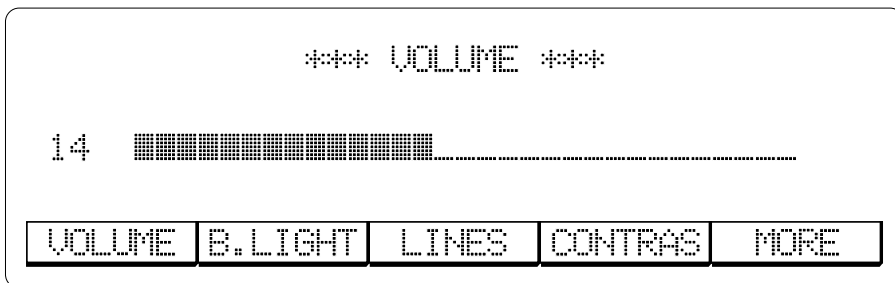 *** VOLUME ***
14
VOLUME B.LIGHT LINES CONTRAS MORE